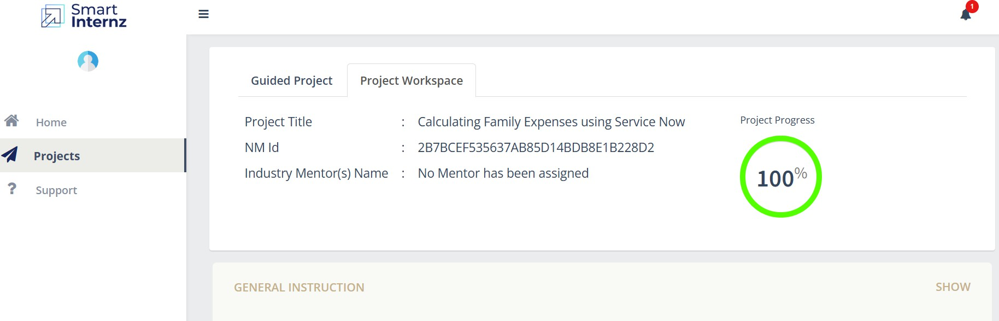 Smart
Internz
1
Home
Projects
Support
Guided Project
Project Workspace
Project Title : Calculating Family Expenses using Service Now
NM Id : 2B7BCEF535637AB85D14BDB8E1B228D2
Industry Mentor(s) Name : No Mentor has been assigned
Project Progress
100%
GENERAL INSTRUCTION
SHOW